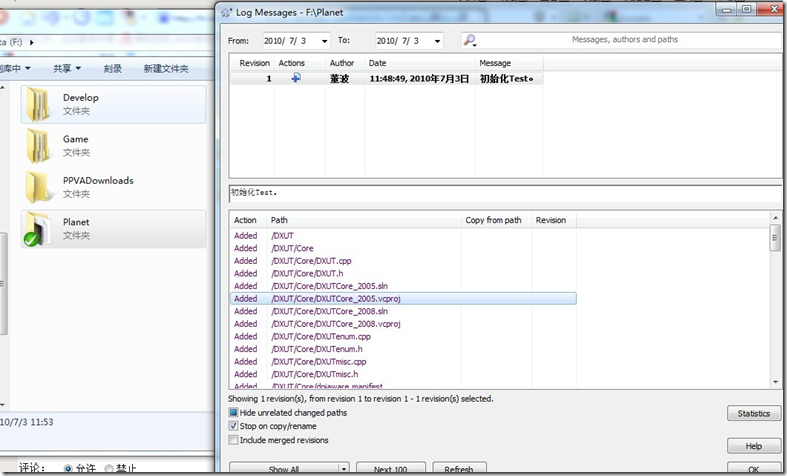 Log Messages - F:\Planet
From: 2010/ 7/ 3 To: 2010/ 7/ 3 Messages, authors and paths
Revision Actions Author Date Message
1 董波 11:48:49, 2010年7月3日 初始化Test。
初始化Test.
Action Path Copy from path Revision
Added /DXUT
Added /DXUT/Core
Added /DXUT/Core/DXUT.cpp
Added /DXUT/Core/DXUT.h
Added /DXUT/Core/DXUTCore_2005.sln
Added /DXUT/Core/DXUTCore_2005.vcproj
Added /DXUT/Core/DXUTCore_2008.sln
Added /DXUT/Core/DXUTCore_2008.vcproj
Added /DXUT/Core/DXUTenum.cpp
Added /DXUT/Core/DXUTenum.h
Added /DXUT/Core/DXUTmisc.cpp
Added /DXUT/Core/DXUTmisc.h
Added /DXUT/Core/dpiaware.manifest
Showing 1 revision(s), from revision 1 to revision 1 - 1 revision(s) selected.
Hide unrelated changed paths
Statistics
Stop on copy/rename
Include merged revisions
Help
Show All Next 100 Refresh OK
ta (F:)
库中 共享 刻录 新建文件夹
Develop
文件夹
Game
文件夹
PPVADownloads
文件夹
Planet
文件夹
10/7/3 11:53
评论: 允许 禁止